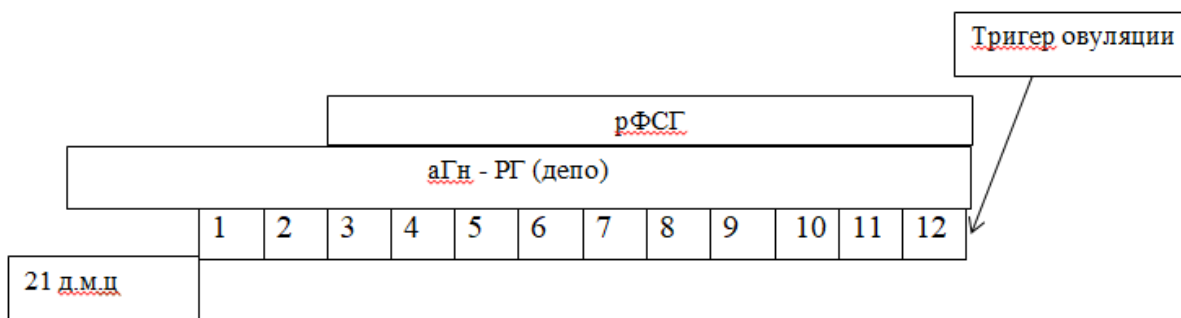 Тригер овуляции
рФСГ
аГн - РГ (депо)
1 2 3 4 5 6 7 8 9 10 11 12
21 д.м.ц